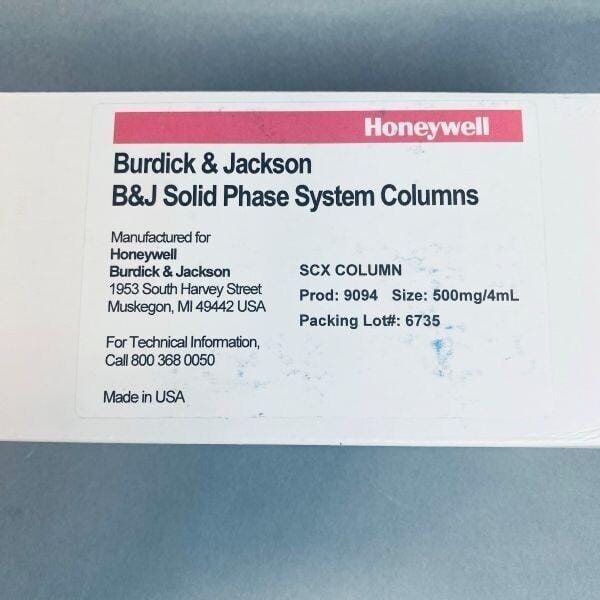 Honeywell
Burdick & Jackson
B&J Solid Phase System Columns
Manufactured for
Honeywell
Burdick & Jackson
1953 South Harvey Street
Muskegon, MI 49442 USA
For Technical Information,
Call 800 368 0050
Made in USA
SCX COLUMN
Prod: 9094 Size: 500mg/4mL
Packing Lot#: 6735